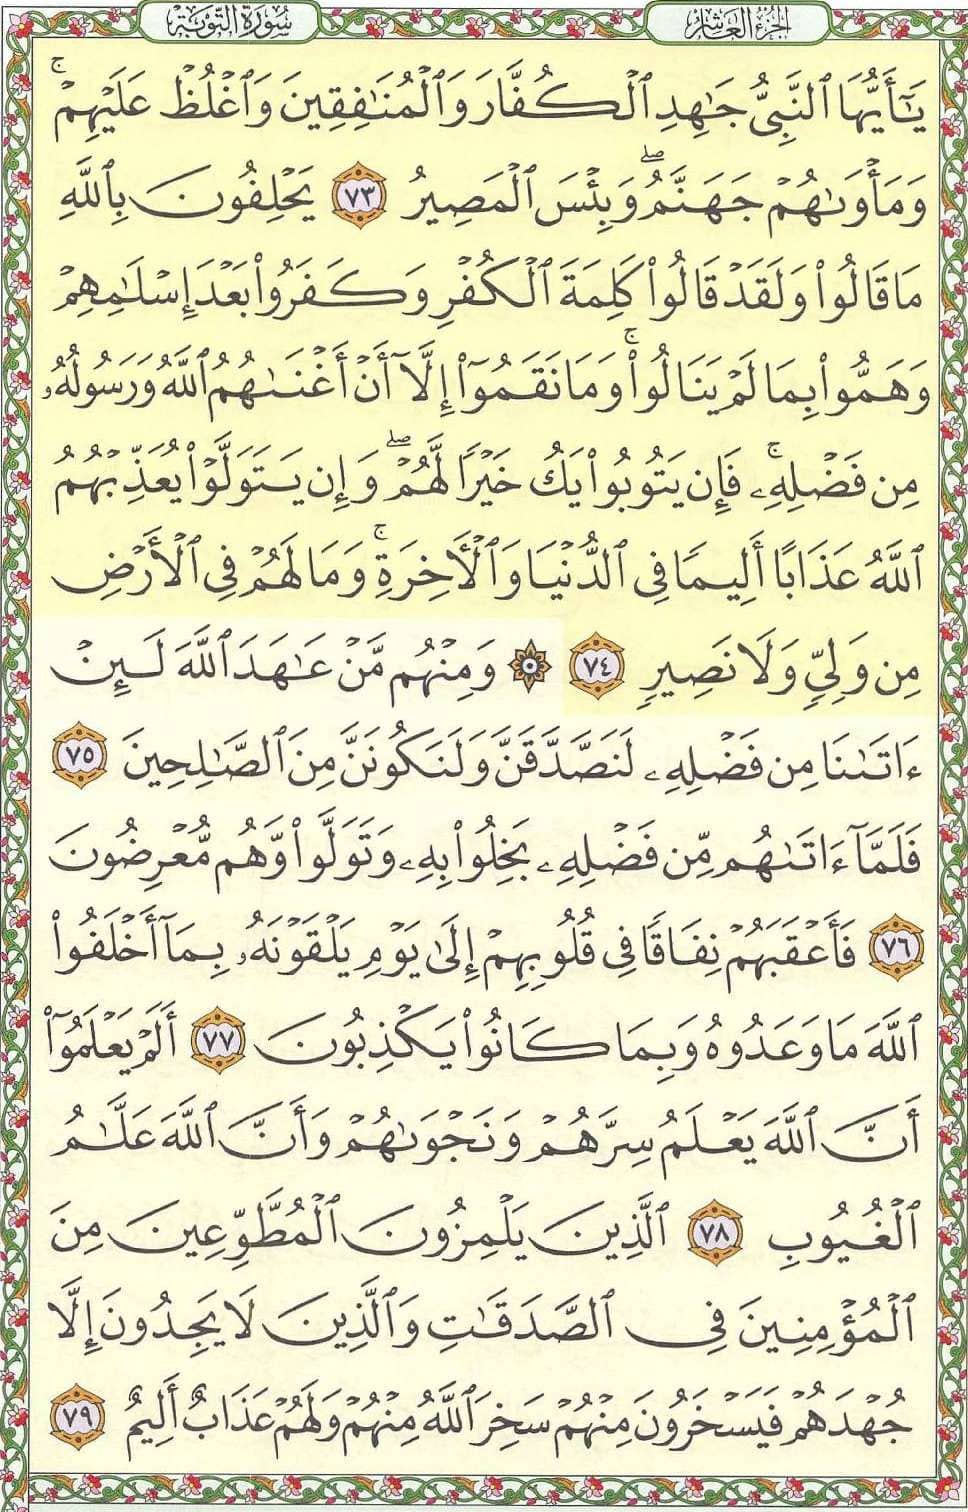 الجزء العاشر
سورة التوبة
يَٰٓأَيُّهَا ٱلنَّبِيُّ جَٰهِدِ ٱلْكُفَّارَ وَٱلْمُنَٰفِقِينَ وَٱغْلُظْ عَلَيْهِمْ ۚ
وَمَأْوَىٰهُمْ جَهَنَّمُ ۖ وَبِئْسَ ٱلْمَصِيرُ ٧٣ يَحْلِفُونَ بِٱللَّهِ
مَا قَالُوا۟ وَلَقَدْ قَالُوا۟ كَلِمَةَ ٱلْكُفْرِ وَكَفَرُوا۟ بَعْدَ إِسْلَٰمِهِمْ
وَهَمُّوا۟ بِمَا لَمْ يَنَالُوا۟ ۚ وَمَا نَقَمُوٓا۟ إِلَّآ أَنْ أَغْنَىٰهُمُ ٱللَّهُ وَرَسُولُهُۥ
مِن فَضْلِهِۦ ۚ فَإِن يَتُوبُوا۟ يَكُ خَيْرًا لَّهُمْ ۖ وَإِن يَتَوَلَّوْا۟ يُعَذِّبْهُمُ
ٱللَّهُ عَذَابًا أَلِيمًا فِي ٱلدُّنْيَا وَٱلْءَاخِرَةِ ۚ وَمَا لَهُمْ فِي ٱلْأَرْضِ
مِن وَلِيٍّ وَلَا نَصِيرٍ ٧٤ ۞ وَمِنْهُم مَّنْ عَٰهَدَ ٱللَّهَ لَئِنْ
ءَاتَىٰنَا مِن فَضْلِهِۦ لَنَصَّدَّقَنَّ وَلَنَكُونَنَّ مِنَ ٱلصَّٰلِحِينَ ٧٥
فَلَمَّآ ءَاتَىٰهُم مِّن فَضْلِهِۦ بَخِلُوا۟ بِهِۦ وَتَوَلَّوا۟ وَّهُم مُّعْرِضُونَ
٧٦ فَأَعْقَبَهُمْ نِفَاقًا فِي قُلُوبِهِمْ إِلَىٰ يَوْمِ يَلْقَوْنَهُۥ بِمَآ أَخْلَفُوا۟
ٱللَّهَ مَا وَعَدُوهُ وَبِمَا كَانُوا۟ يَكْذِبُونَ ٧٧ أَلَمْ يَعْلَمُوٓا۟
أَنَّ ٱللَّهَ يَعْلَمُ سِرَّهُمْ وَنَجْوَىٰهُمْ وَأَنَّ ٱللَّهَ عَلَّٰمُ
ٱلْغُيُوبِ ٧٨ ٱلَّذِينَ يَلْمِزُونَ ٱلْمُطَّوِّعِينَ مِنَ
ٱلْمُؤْمِنِينَ فِي ٱلصَّدَقَٰتِ وَٱلَّذِينَ لَا يَجِدُونَ إِلَّا
جُهْدَهُمْ فَيَسْخَرُونَ مِنْهُمْ سَخِرَ ٱللَّهُ مِنْهُمْ وَلَهُمْ عَذَابٌ أَلِيمٌ ٧٩